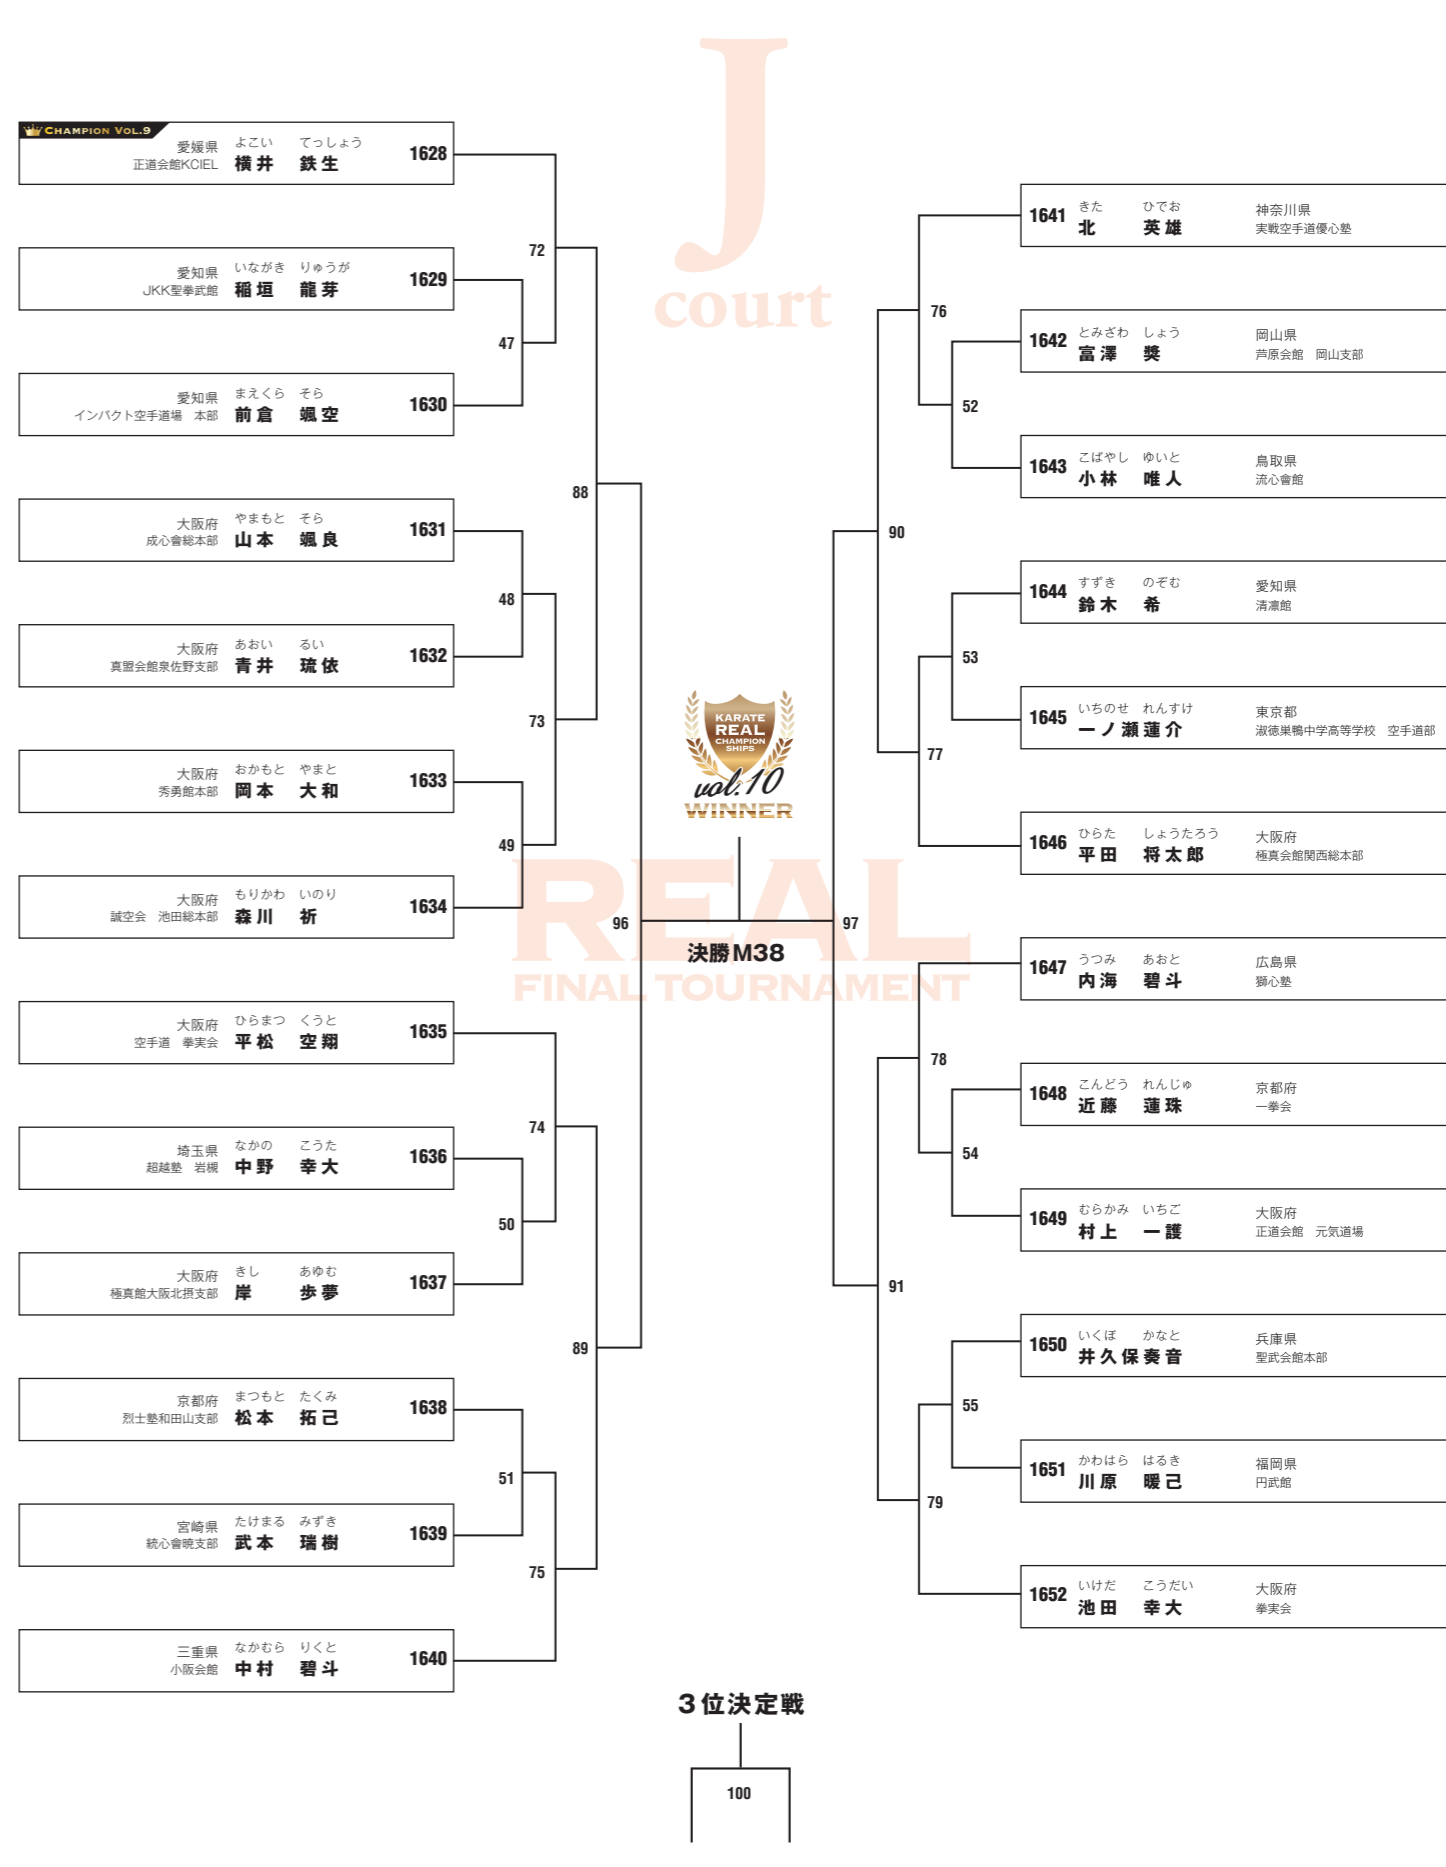 J
court
CHAMPION VOL.9
愛媛県 よこい てっしょう
正道会館KCIEL 横井 鉄生 1628
愛知県 いながき りゅうが
JKK聖拳武館 稲垣 龍芽 1629
愛知県 まえくら そら
インパクト空手道場 本部 前倉 颯空 1630
大阪府 やまもと そら
成心會総本部 山本 颯良 1631
大阪府 あおい るい
真盟会館泉佐野支部 青井 琉依 1632
大阪府 おかもと やまと
秀勇館本部 岡本 大和 1633
大阪府 もりかわ いのり
誠空会 池田総本部 森川 祈 1634
大阪府 ひらまつ くうと
空手道 拳実会 平松 空翔 1635
埼玉県 なかの こうた
超越塾 岩槻 中野 幸大 1636
大阪府 きし あゆむ
極真館大阪北摂支部 岸 歩夢 1637
京都府 まつもと たくみ
烈士塾和田山支部 松本 拓己 1638
宮崎県 たけまる みずき
統心會暁支部 武本 瑞樹 1639
三重県 なかむら りくと
小阪会館 中村 碧斗 1640
72
47
88
48
73
49
96
74
50
89
51
75
KARATE
REAL
CHAMPION
SHIPS
vol.10
WINNER
REAL
決勝M38
FINAL TOURNAMENT
97
76
52
90
53
77
78
54
91
55
79
1641 きた ひでお 神奈川県
北 英雄 実戦空手道優心塾
1642 とみざわ しょう 岡山県
富澤 奨 芦原会館 岡山支部
1643 こばやし ゆいと 鳥取県
小林 唯人 流心會館
1644 すずき のぞむ 愛知県
鈴木 希 清凛館
1645 いちのせ れんすけ 東京都
一ノ瀬蓮介 淑徳巣鴨中学高等学校 空手道部
1646 ひらた しょうたろう 大阪府
平田 将太郎 極真会館関西総本部
1647 うつみ あおと 広島県
内海 碧斗 獅心塾
1648 こんどう れんじゅ 京都府
近藤 蓮珠 一拳会
1649 むらかみ いちご 大阪府
村上 一護 正道会館 元気道場
1650 いくぼ かなと 兵庫県
井久保奏音 聖武会館本部
1651 かわはら はるき 福岡県
川原 暖己 円武館
1652 いけだ こうだい 大阪府
池田 幸大 拳実会
3位決定戦
100